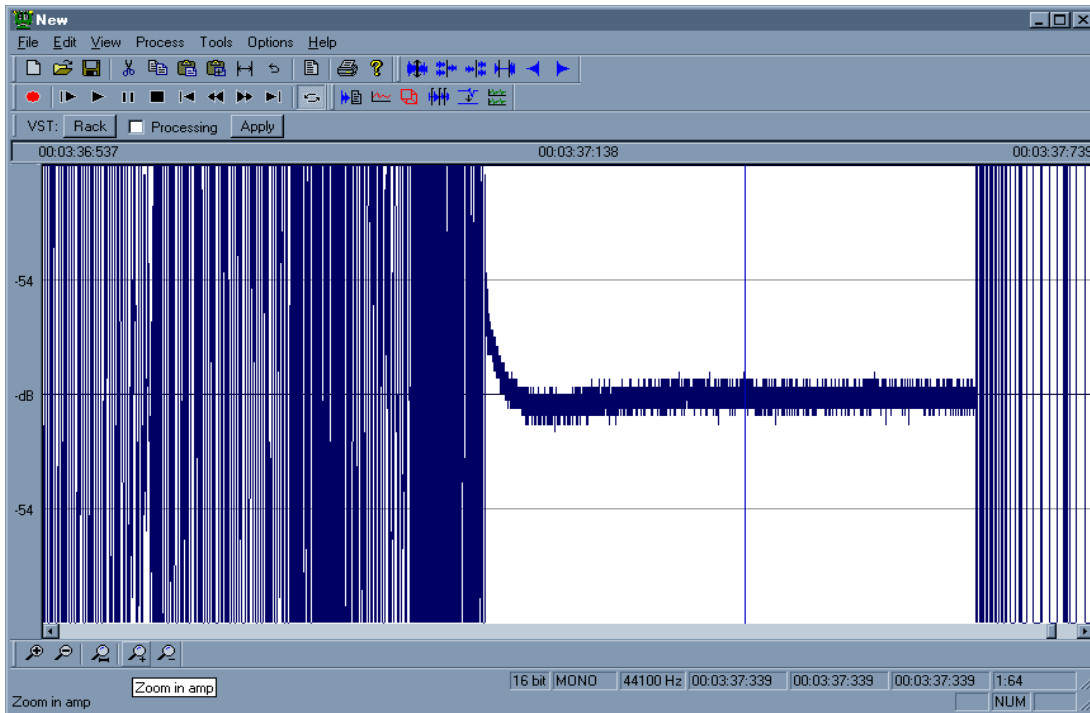 New
File Edit View Process Tools Options Help
VST: Rack Processing Apply
00:03:36:537 00:03:37:138 00:03:37:739
-54
-dB
-54
Zoom in amp
16 bit MONO 44100 Hz 00:03:37:339 00:03:37:339 00:03:37:339 1:64
Zoom in amp NUM